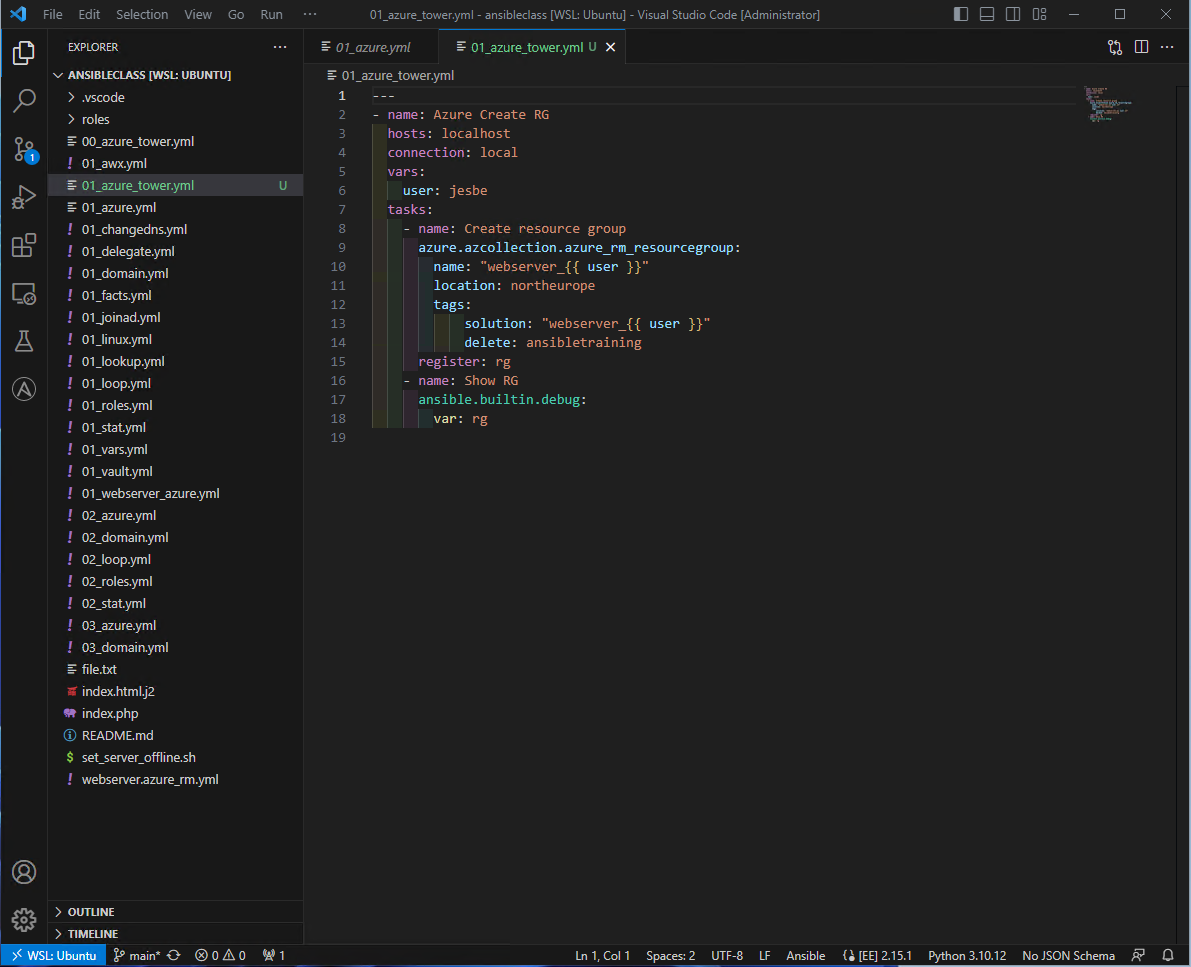 File Edit Selection View Go Run ··· 01_azure_tower.yml - ansibleclass [WSL: Ubuntu] - Visual Studio Code [Administrator]
EXPLORER ···
ANSIBLECLASS [WSL: UBUNTU]
.vscode
roles
00_azure_tower.yml
01_awx.yml
01_azure_tower.yml U
01_azure.yml
01_changedns.yml
01_delegate.yml
01_domain.yml
01_facts.yml
01_joinad.yml
01_linux.yml
01_lookup.yml
01_loop.yml
01_roles.yml
01_stat.yml
01_vars.yml
01_vault.yml
01_webserver_azure.yml
02_azure.yml
02_domain.yml
02_loop.yml
02_roles.yml
02_stat.yml
03_azure.yml
03_domain.yml
file.txt
index.html.j2
index.php
README.md
$ set_server_offline.sh
webserver.azure_rm.yml
OUTLINE
TIMELINE
1
01_azure.yml 01_azure_tower.yml U
01_azure_tower.yml
1 ---
2 - name: Azure Create RG
3   hosts: localhost
4   connection: local
5   vars:
6     user: jesbe
7   tasks:
8     - name: Create resource group
9       azure.azcollection.azure_rm_resourcegroup:
10         name: "webserver_{{ user }}"
11         location: northeurope
12         tags:
13             solution: "webserver_{{ user }}"
14             delete: ansibletraining
15       register: rg
16     - name: Show RG
17       ansible.builtin.debug:
18         var: rg
19
WSL: Ubuntu main* 0 0 1 Ln 1, Col 1 Spaces: 2 UTF-8 LF Ansible [EE] 2.15.1 Python 3.10.12 No JSON Schema